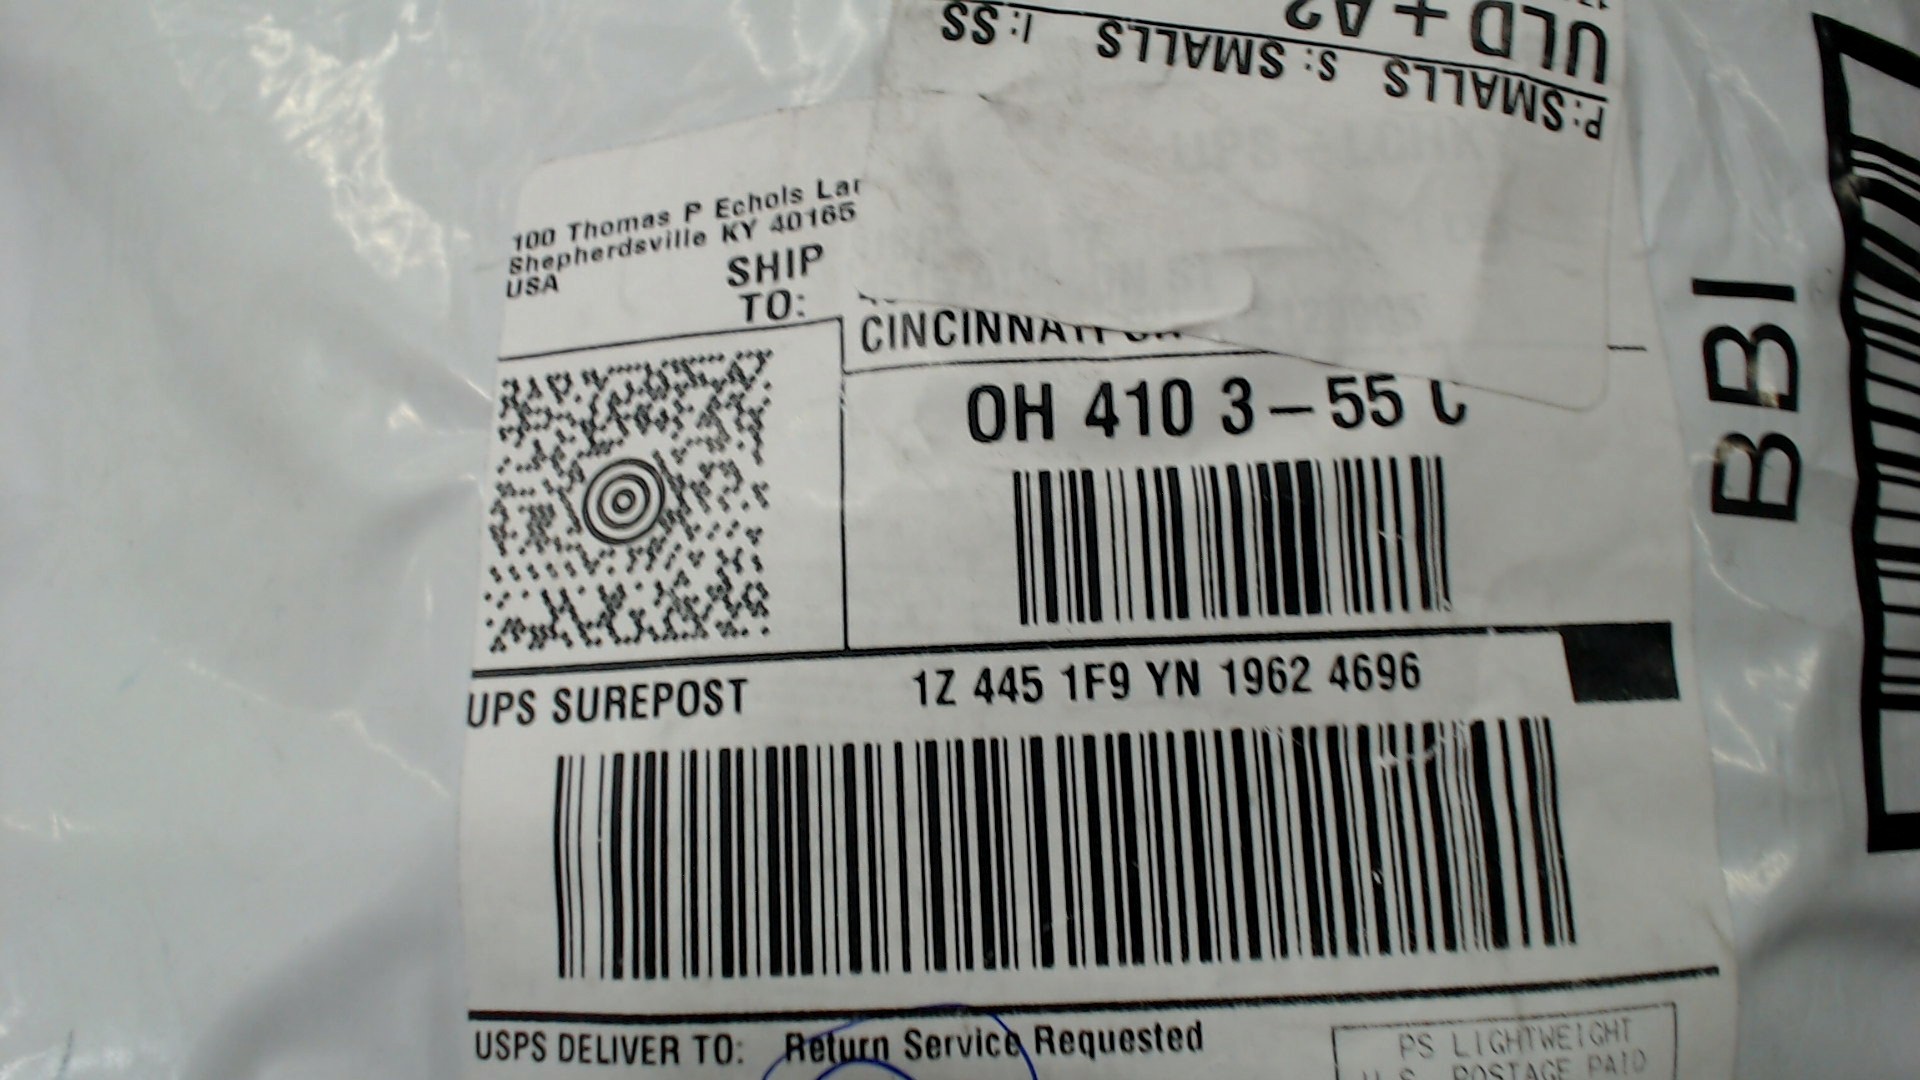 ULD + A2
P:SMALLS S: SMALLS I:SS
100 Thomas P Echols
Shepherdsville KY 40165
USA
SHIP
TO:
CINCINNATI
OH 410 3-55
BBI
UPS SUREPOST
1Z 445 1F9 YN 1962 4696
USPS DELIVER TO: Return Service Requested
PS LIGHTWEIGHT
U.S. POSTAGE PAID